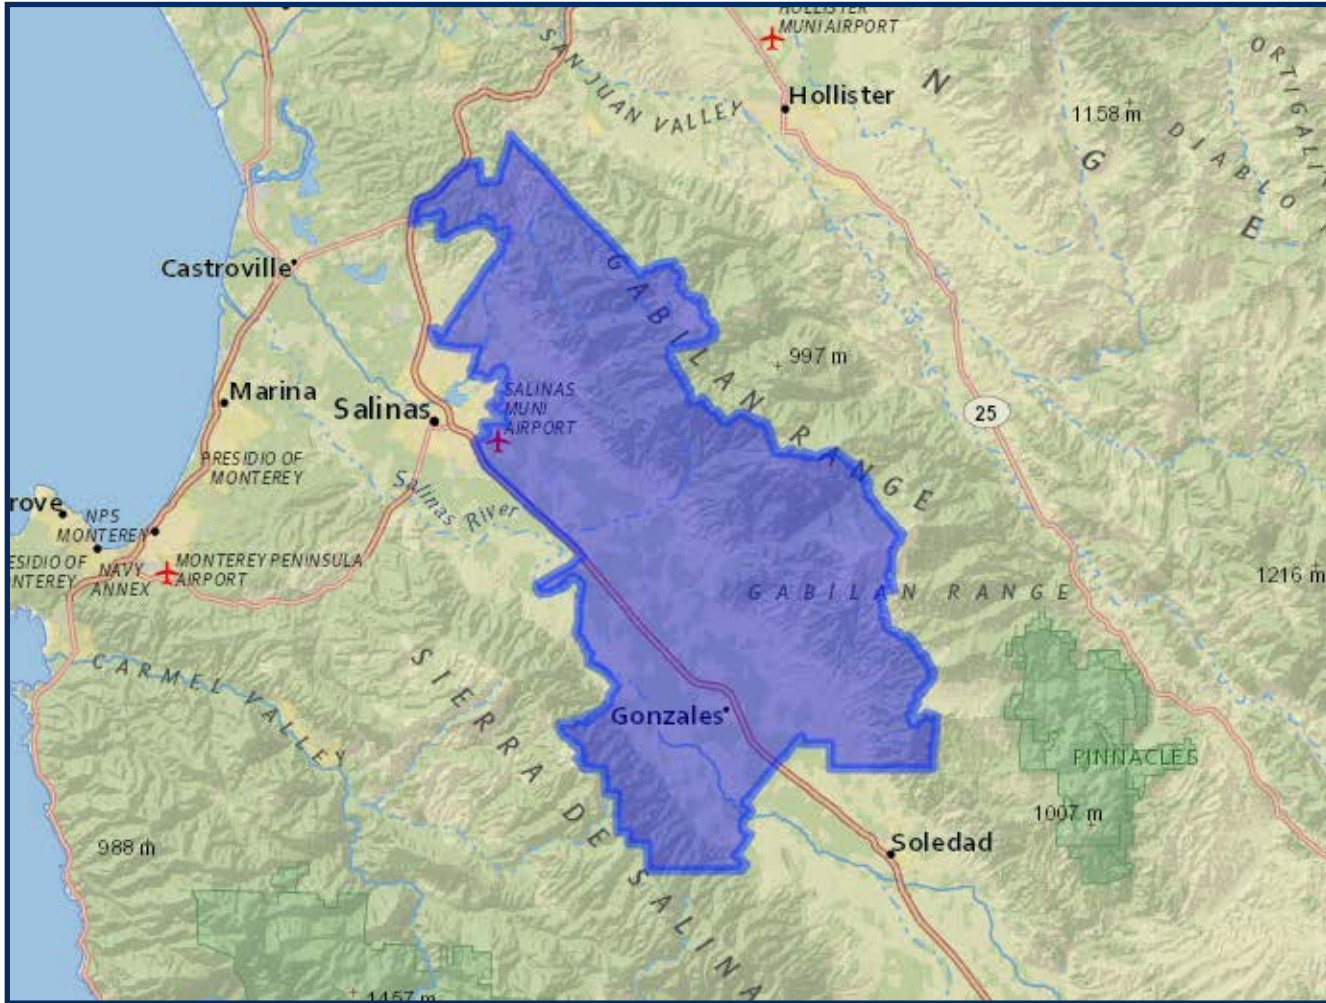 HOLLISTER
MUNI AIRPORT
SAN JUAN VALLEY
Hollister
N
G
E
1158 m
DIABLO
ORTIGALIT
Castroville
GABILAN RANGE
997 m
Marina
Salinas
SALINAS
MUNI
AIRPORT
25
PRESIDIO OF
MONTEREY
Salinas River
rove
NPS
MONTEREY
ESIDIO OF
NTEREY
NAVY
ANNEX
MONTEREY PENINSULA
AIRPORT
GABILAN RANGE
1216 m
CARMEL VALLEY
SIERRA DE SALINA
Gonzales
PINNACLES
1007 m
988 m
Soledad
1457 m